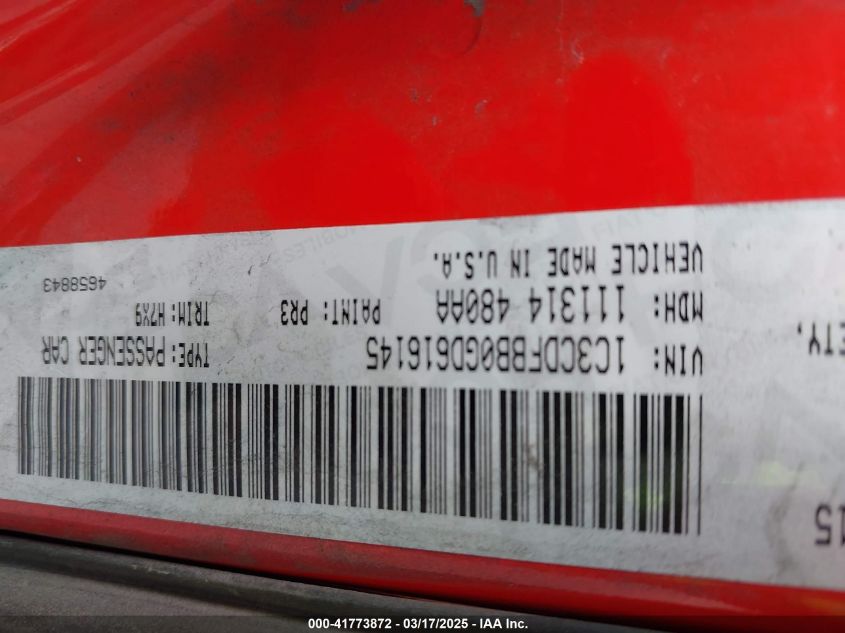 ETY.
15
VIN: 1C3CDFBB0GD616145 TYPE: PASSENGER CAR
MDH: 111314 480AA PAINT: PR3 TRIM: H7X9
VEHICLE MADE IN U.S.A. 4658843
000-41773872 - 03/17/2025 - IAA Inc.